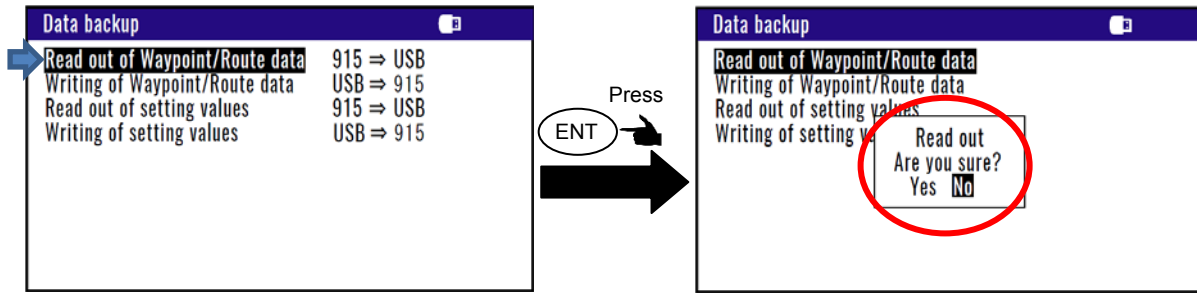 Data backup
Read out of Waypoint/Route data 915 ⇒ USB
Writing of Waypoint/Route data USB ⇒ 915
Read out of setting values 915 ⇒ USB
Writing of setting values USB ⇒ 915
Press
ENT
Data backup
Read out of Waypoint/Route data
Writing of Waypoint/Route data
Read out of setting values
Writing of setting
Read out
Are you sure?
Yes No